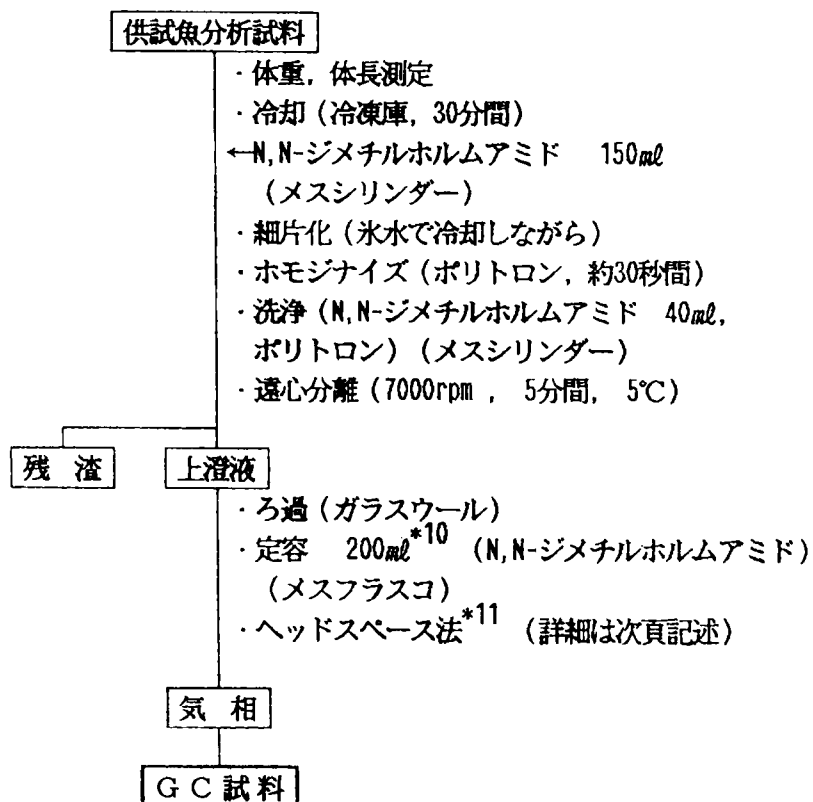 供試魚分析試料
・体重, 体長測定
・冷却 (冷凍庫, 30分間)
←N,N-ジメチルホルムアミド 150ml
(メスシリンダー)
・細片化 (氷水で冷却しながら)
・ホモジナイズ (ポリトロン, 約30秒間)
・洗浄 (N,N-ジメチルホルムアミド 40ml,
ポリトロン) (メスシリンダー)
・遠心分離 (7000rpm , 5分間, 5℃)
残 渣 上澄液
・ろ過 (ガラスウール)
・定容 200ml*10 (N,N-ジメチルホルムアミド)
(メスフラスコ)
・ヘッドスペース法*11 (詳細は次頁記述)
気 相
GC試料